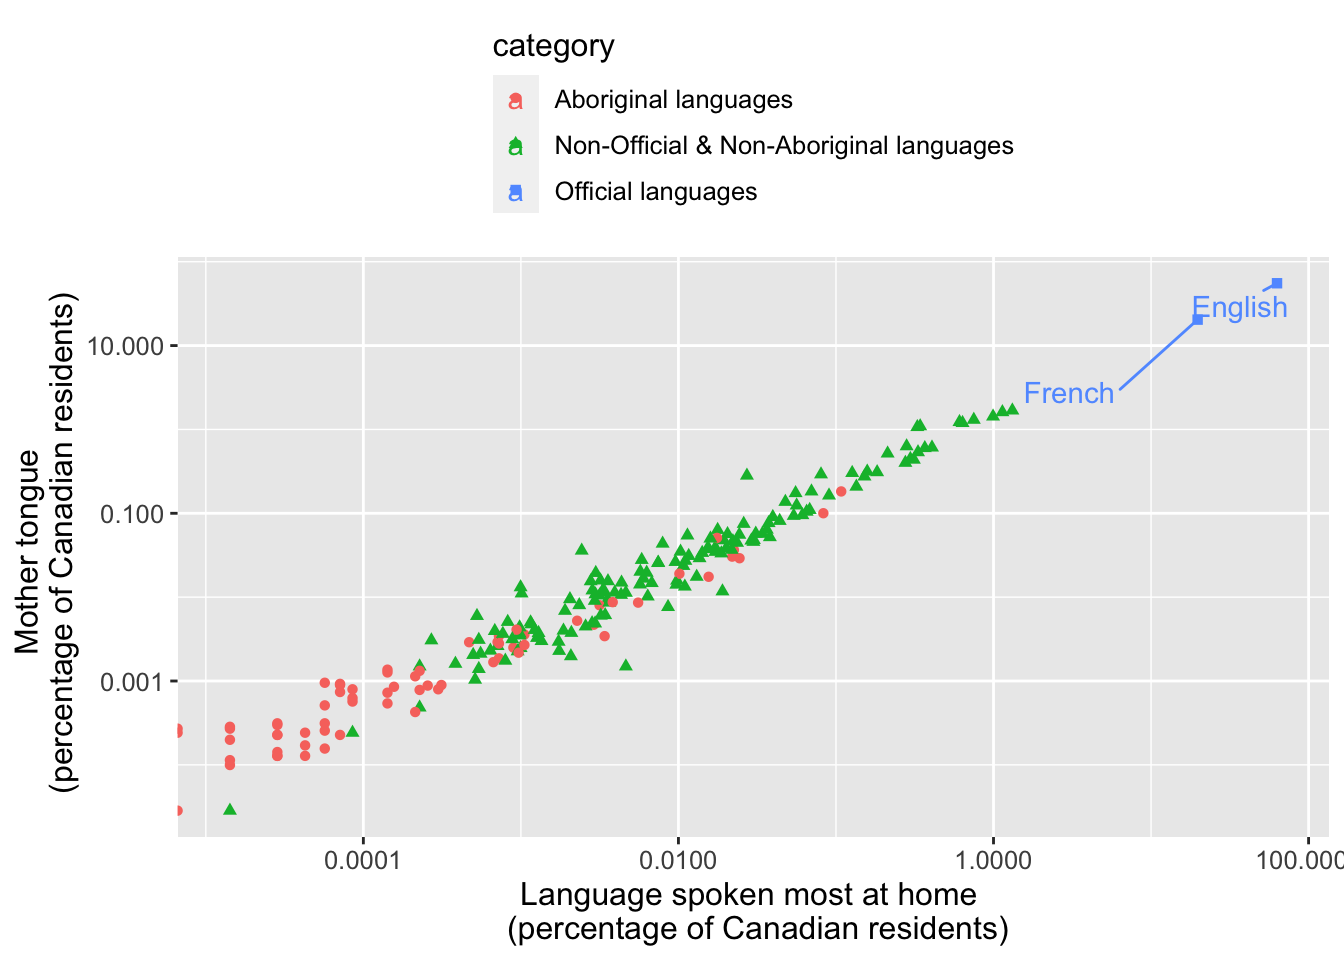 category
a Aboriginal languages
a Non-Official & Non-Aboriginal languages
a Official languages
English
French
10.000
0.100
0.001
Mother tongue
(percentage of Canadian residents)
0.0001
0.0100
1.0000
100.000
Language spoken most at home
(percentage of Canadian residents)